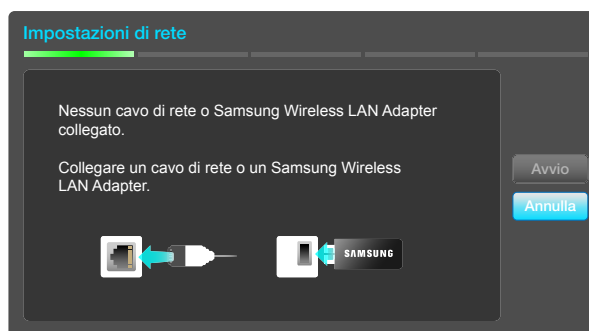 Impostazioni di rete
Nessun cavo di rete o Samsung Wireless LAN Adapter
collegato.
Collegare un cavo di rete o un Samsung Wireless
LAN Adapter.
Avvio
Annulla
SAMSUNG